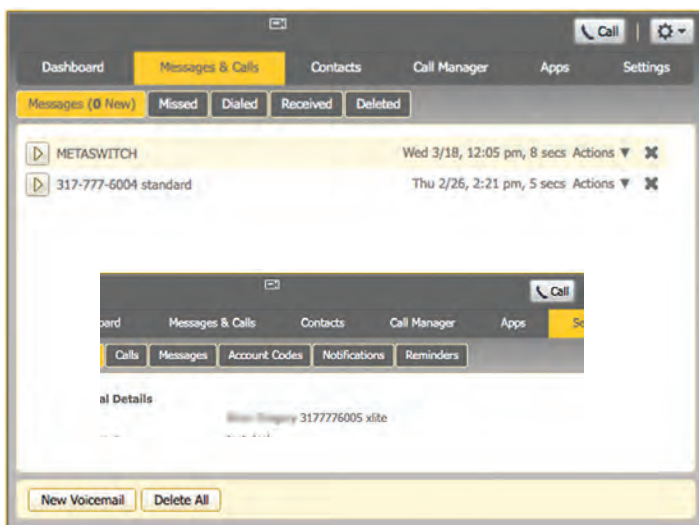 Call
Dashboard Messages & Calls Contacts Call Manager Apps Settings
Messages (0 New) Missed Dialed Received Deleted
METASWITCH Wed 3/18, 12:05 pm, 8 secs Actions
317-777-6004 standard Thu 2/26, 2:21 pm, 5 secs Actions
Call
oard Messages & Calls Contacts Call Manager Apps Se
Calls Messages Account Codes Notifications Reminders
al Details
3177776005 xlite
New Voicemail Delete All